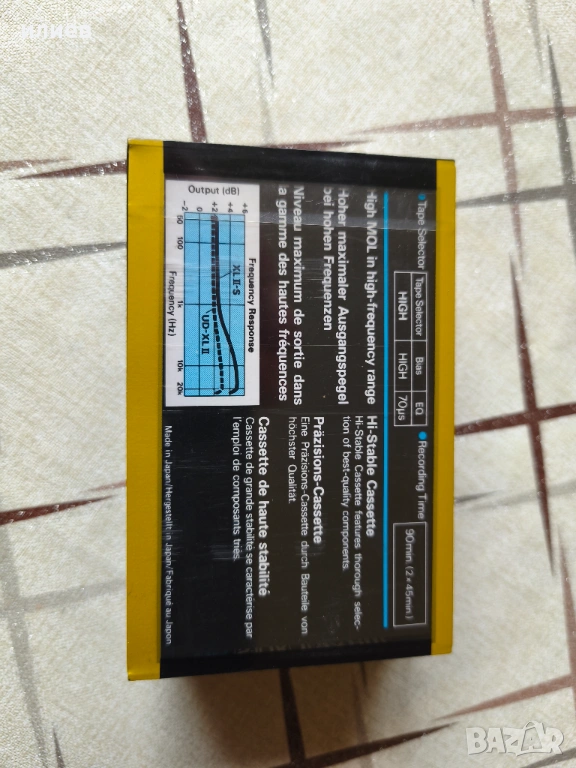 илиев
•Tape Selector
Tape Selector Bias EQ
HIGH HIGH 70µs
•Recording Time
90min (2×45min)
High MOL in high-frequency range
Hoher maximaler Ausgangspegel
bei hohen Frequenzen
Niveau maximum de sortie dans
la gamme des hautes fréquences
Hi-Stable Cassette
Hi-Stable Cassette features thorough selec-
tion of best-quality components.
Präzisions-Cassette
Eine Präzisions-Cassette durch Bauteile von
höchster Qualität.
Cassette de haute stabilité
Cassette de grande stabilité se caractérise par
l'emploi de composants triés.
Frequency Response
Output (dB)
+6
+4
+2
0
−2
XLII-S
UD-XLII
50 100 1k 10k 20k
Frequency (Hz)
Made in Japan/Hergestellt in Japan/Fabriqué au Japon
BAZAR